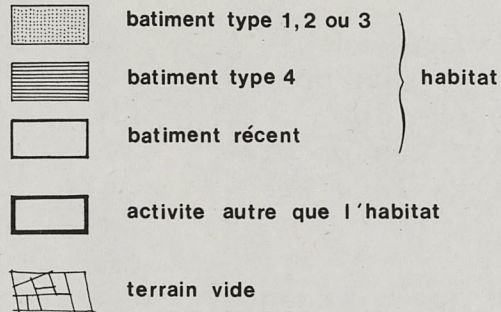 batiment type 1, 2 ou 3
batiment type 4
habitat
batiment récent
activite autre que l'habitat
terrain vide